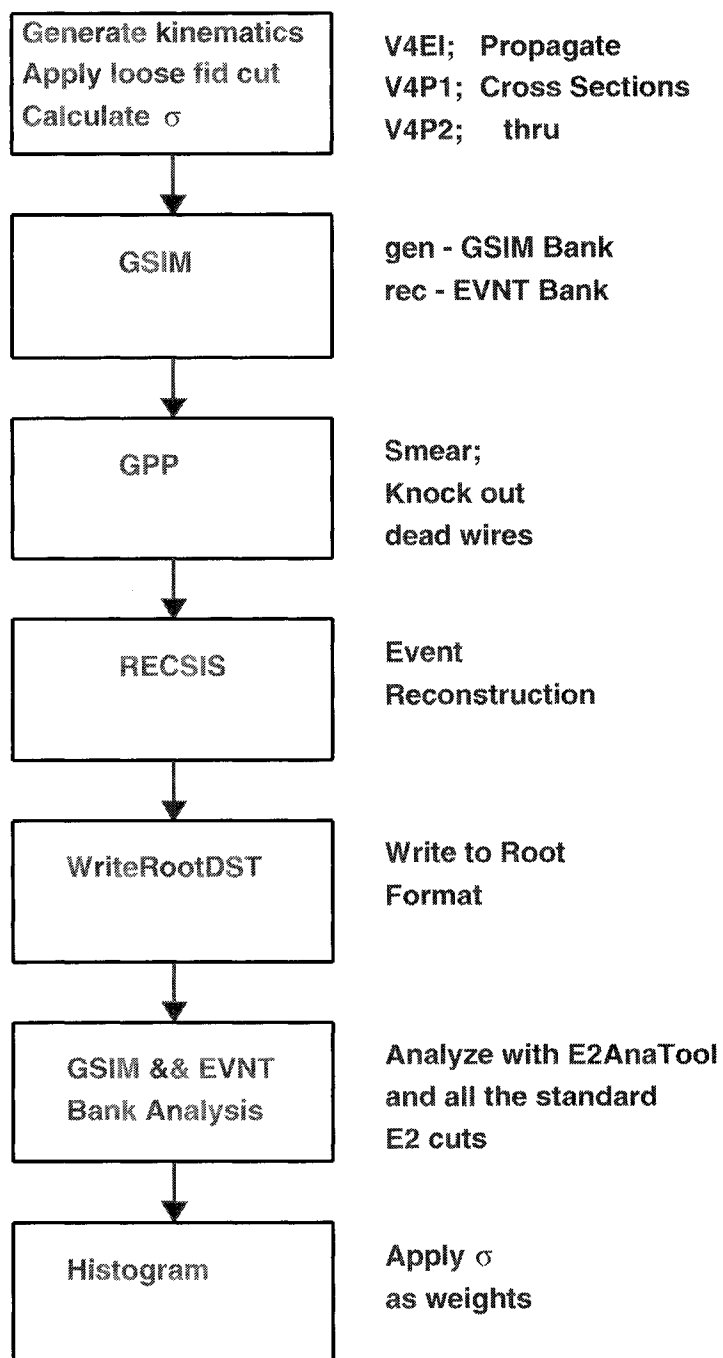 Generate kinematics
Apply loose fid cut
Calculate σ
V4EI; Propagate
V4P1; Cross Sections
V4P2; thru
GSIM
gen - GSIM Bank
rec - EVNT Bank
GPP
Smear;
Knock out
dead wires
RECSIS
Event
Reconstruction
WriteRootDST
Write to Root
Format
GSIM && EVNT
Bank Analysis
Analyze with E2AnaTool
and all the standard
E2 cuts
Histogram
Apply σ
as weights